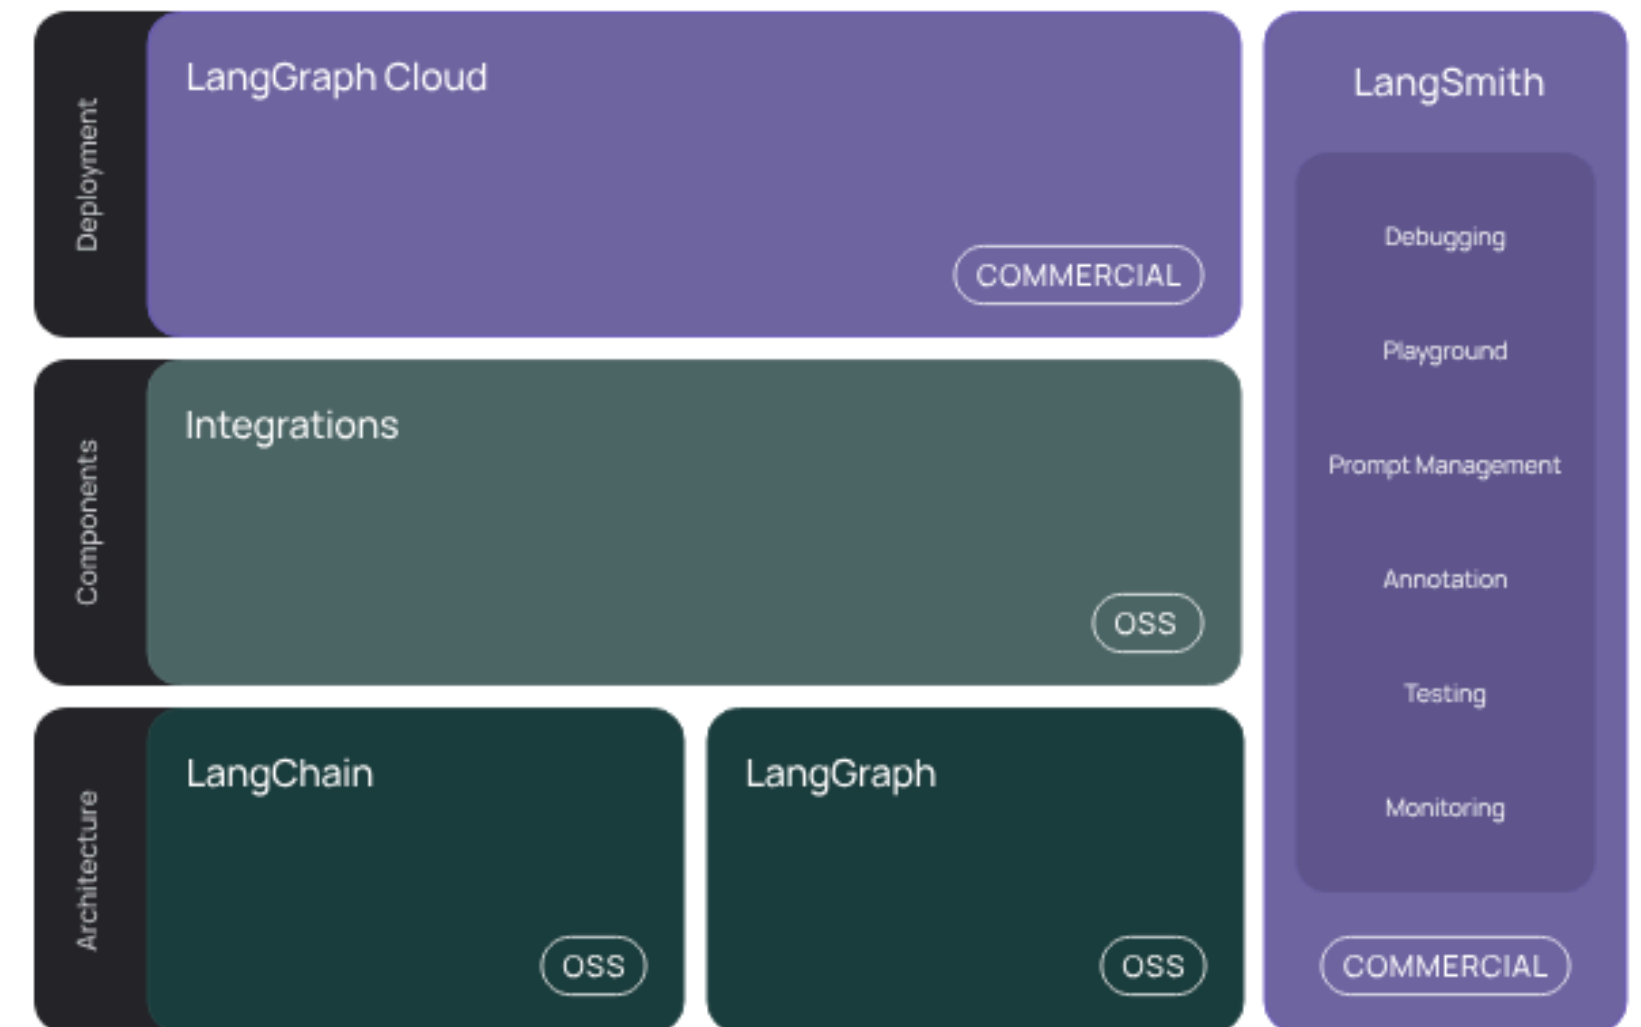 Deployment
LangGraph Cloud
COMMERCIAL
Components
Integrations
OSS
Architecture
LangChain
OSS
LangGraph
OSS
LangSmith
Debugging
Playground
Prompt Management
Annotation
Testing
Monitoring
COMMERCIAL